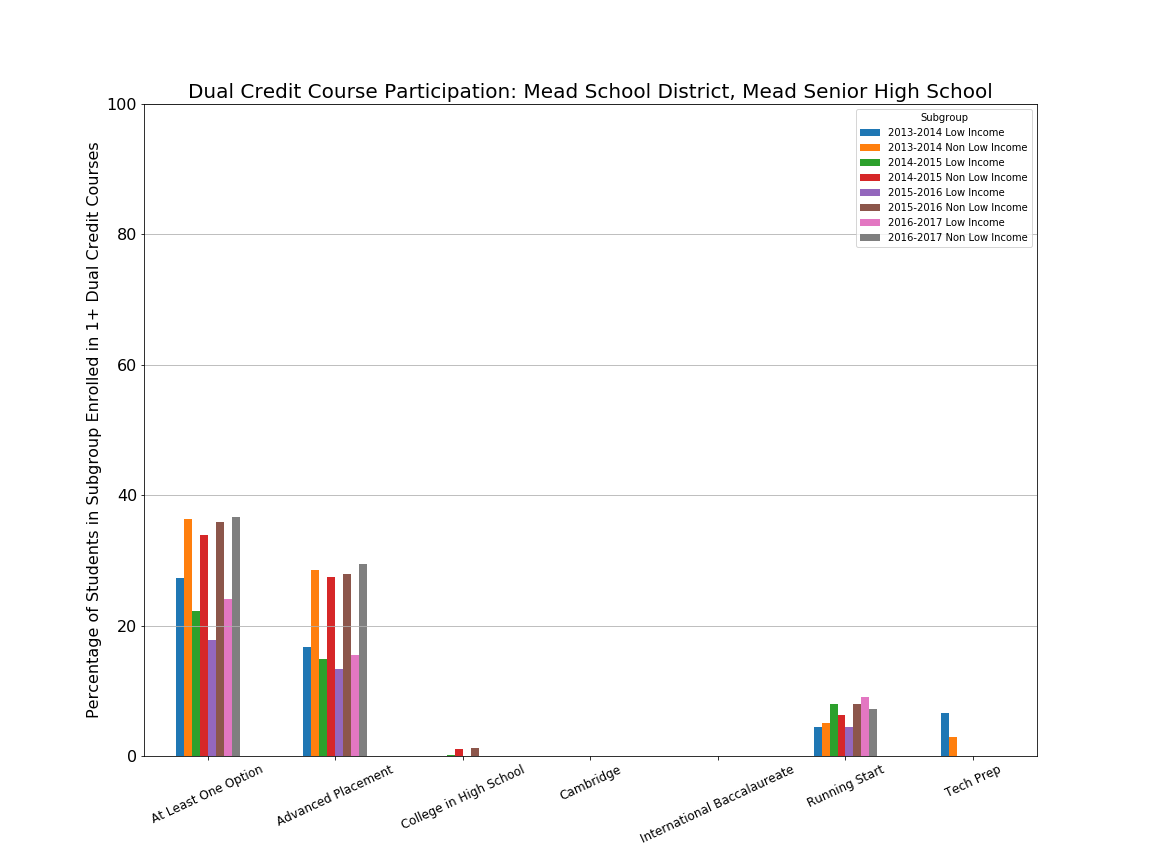 Dual Credit Course Participation: Mead School District, Mead Senior High School
Percentage of Students in Subgroup Enrolled in 1+ Dual Credit Courses
100
80
60
40
20
0
Subgroup
2013-2014 Low Income
2013-2014 Non Low Income
2014-2015 Low Income
2014-2015 Non Low Income
2015-2016 Low Income
2015-2016 Non Low Income
2016-2017 Low Income
2016-2017 Non Low Income
At Least One Option
Advanced Placement
College in High School
Cambridge
International Baccalaureate
Running Start
Tech Prep